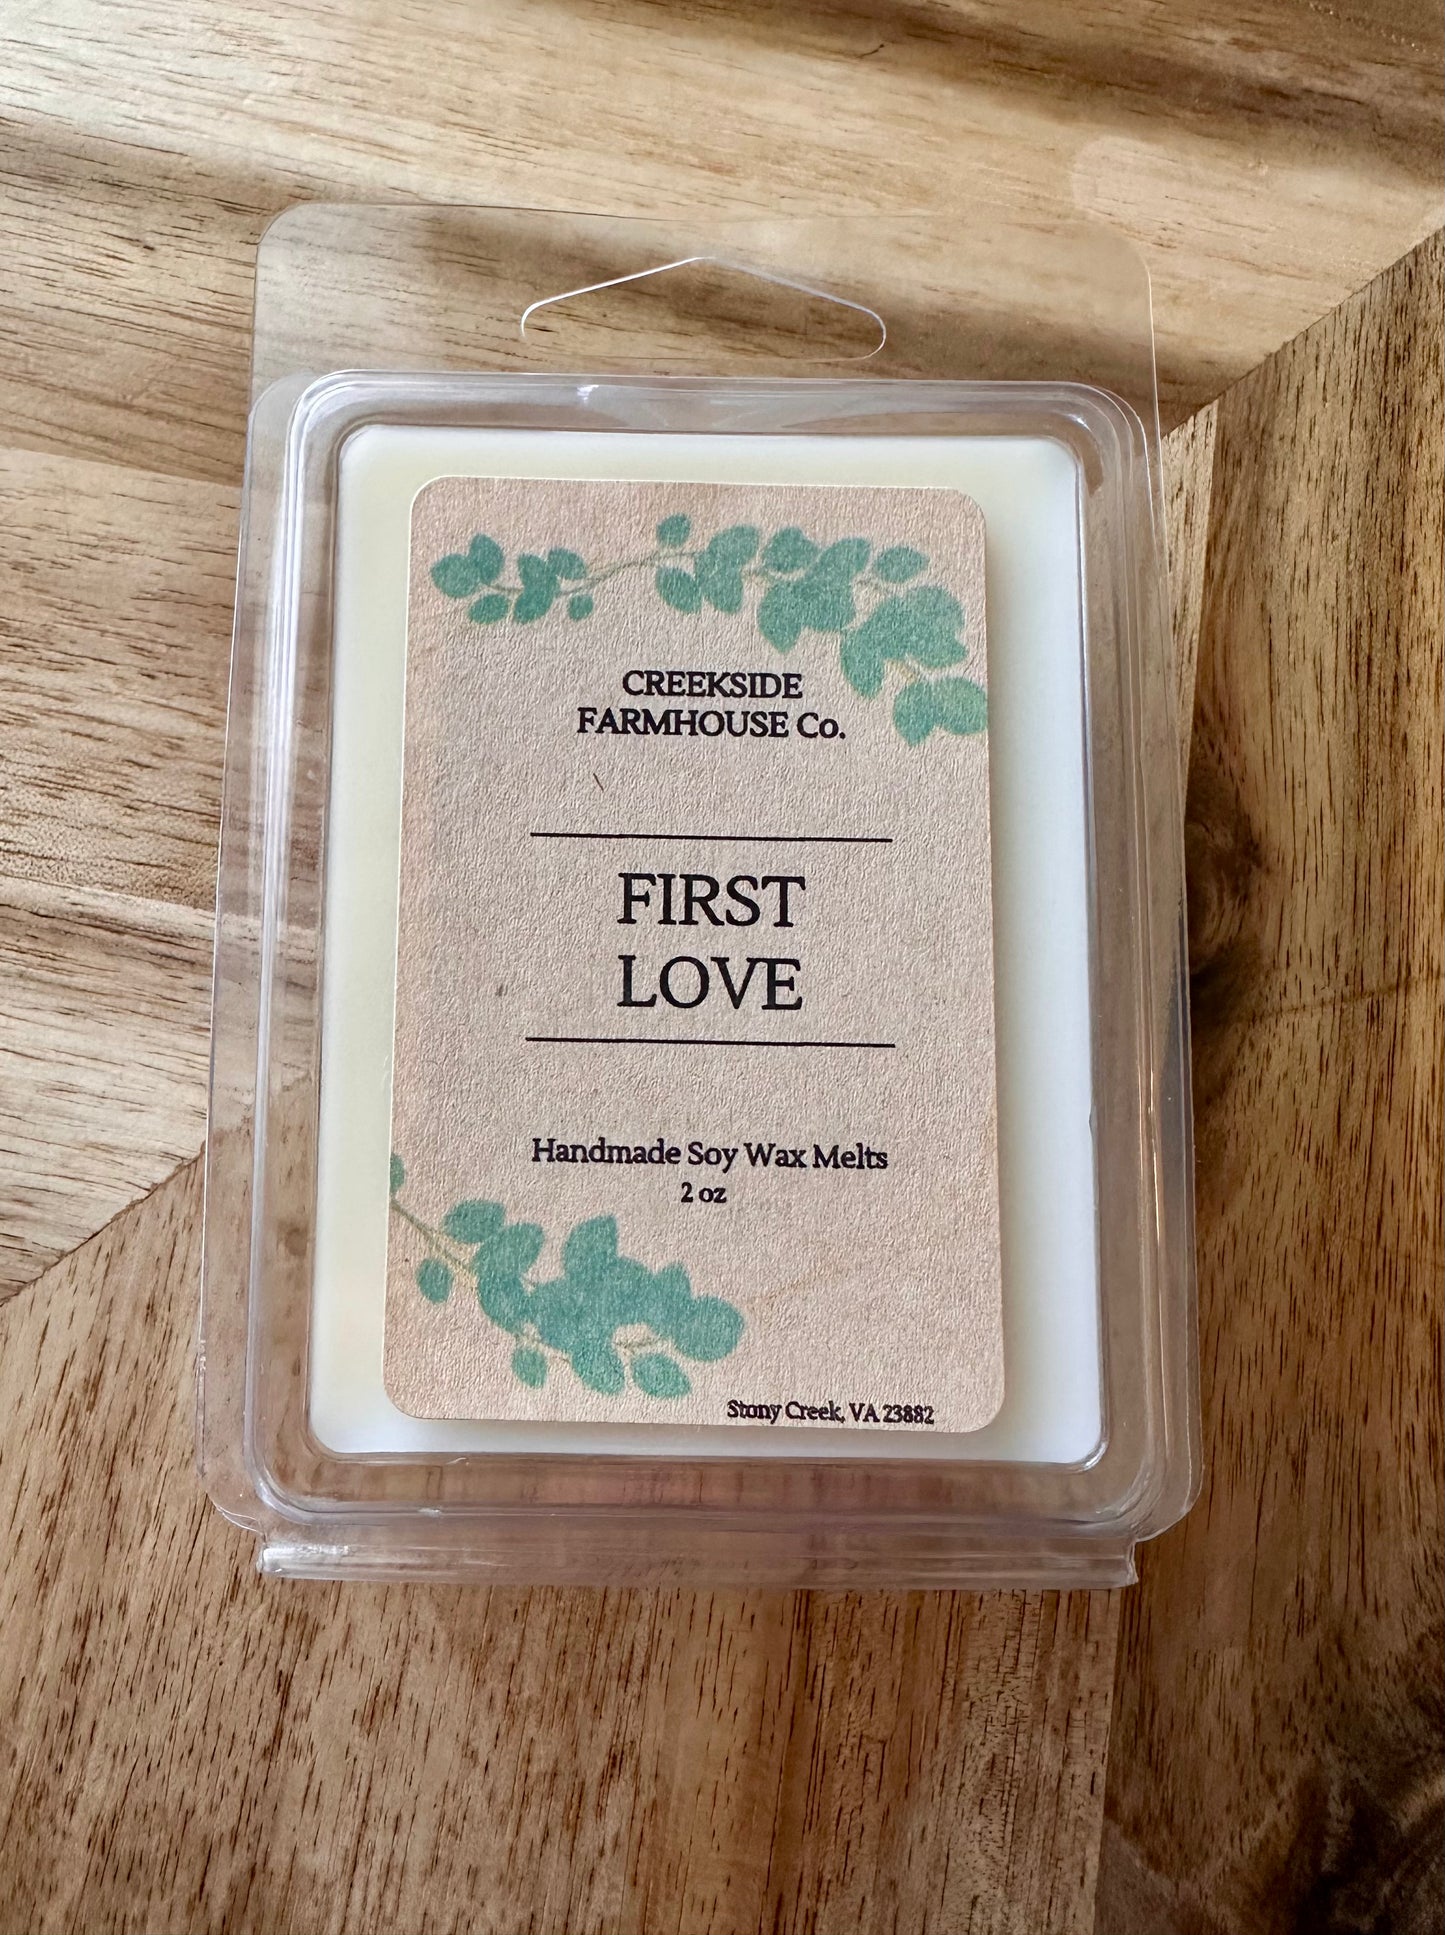 CREEKSIDE
FARMHOUSE Co.
FIRST
LOVE
Handmade Soy Wax Melts
2 oz
Stony Creek, VA 23882